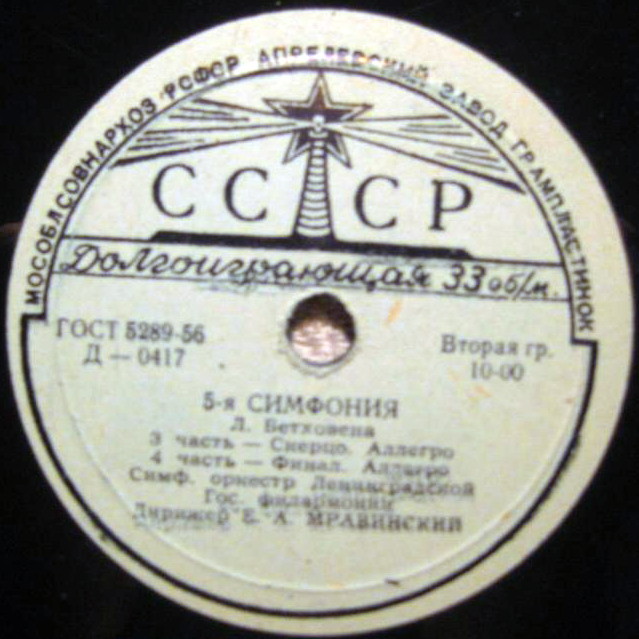 МОСОБЛСОВНАРХОЗ РСФСР АПРЕЛЕВСКИЙ ЗАВОД ГРАМПЛАСТИНОК
СССР
Долгоиграющая 33 об/м.
ГОСТ 5289-56
Д — 0417
Вторая гр.
10-00
5-я СИМФОНИЯ
Л. Бетховена
3 часть — Скерцо. Аллегро
4 часть — Финал. Аллегро
Симф. оркестр Ленинградской
Гос. филармонии
Дирижер Е. А. МРАВИНСКИЙ